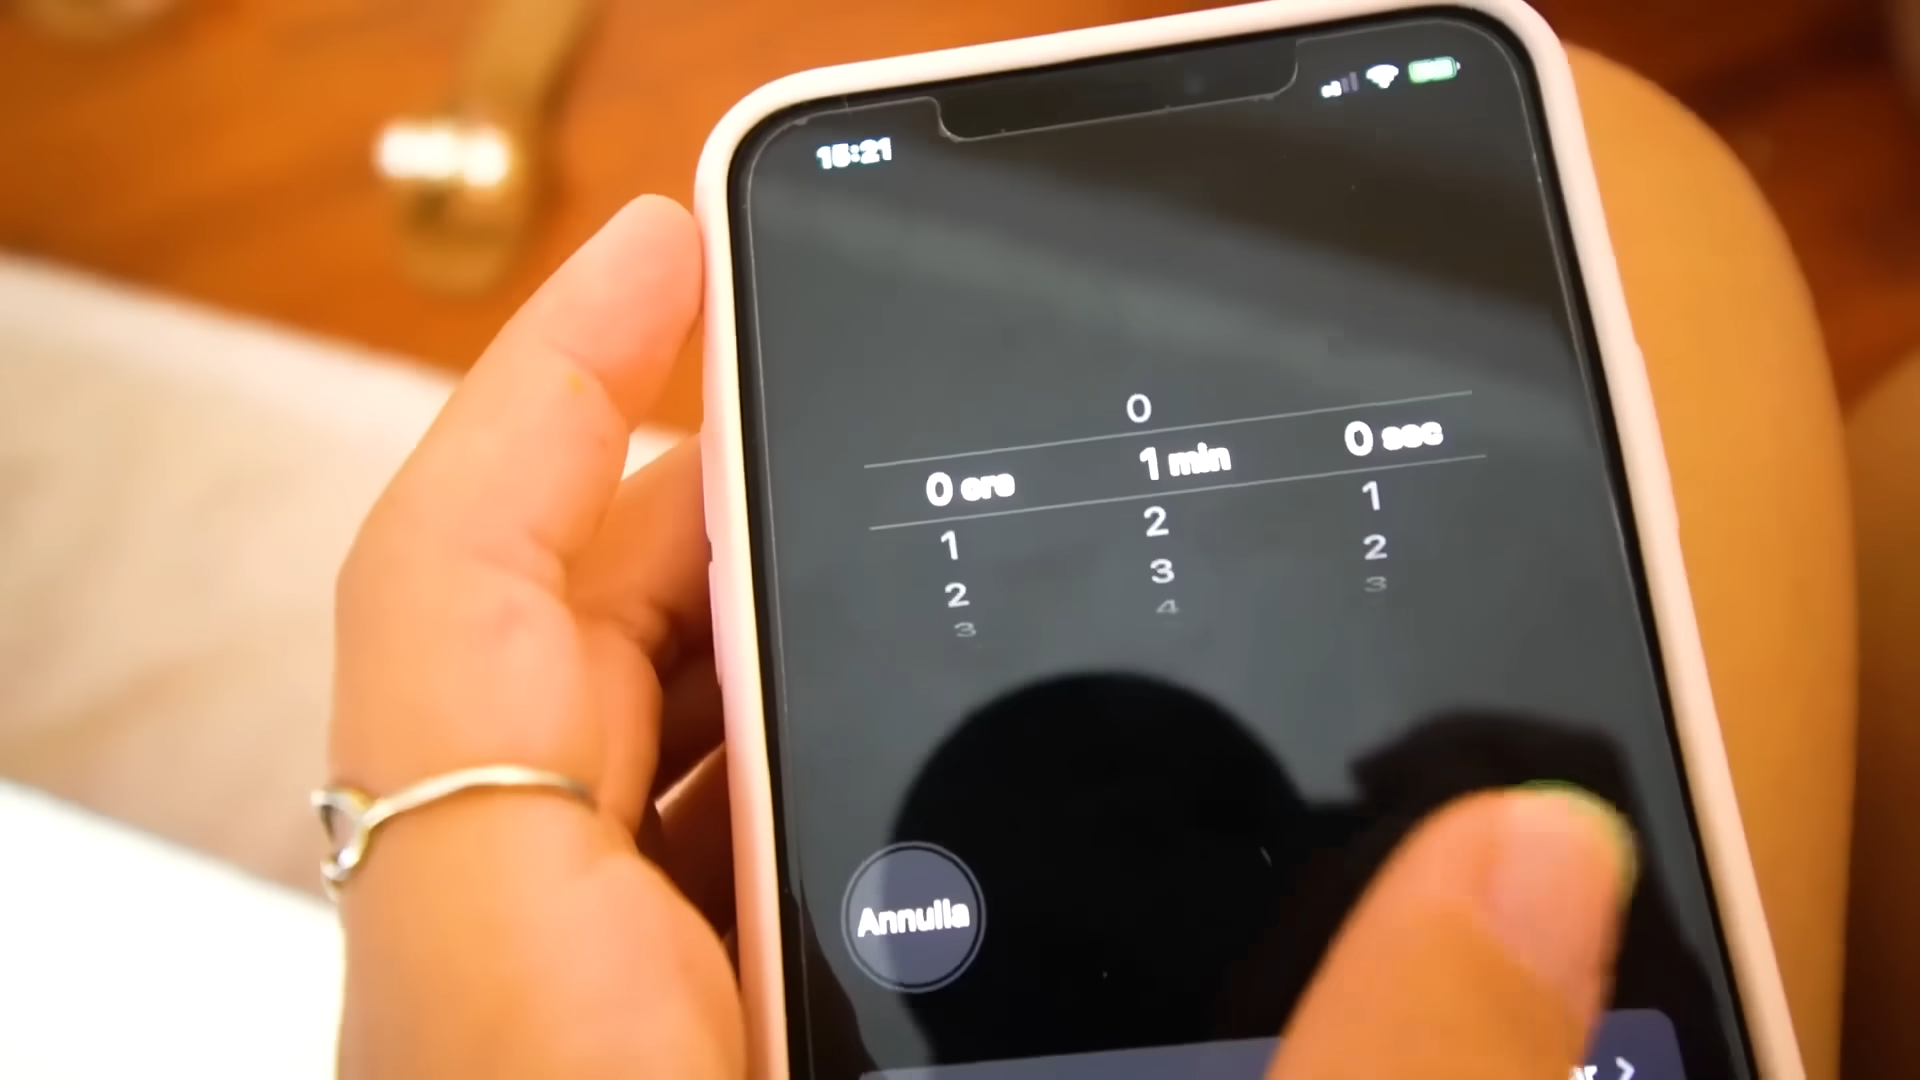 15:21
0
0 ore 1 min 0 sec
1 2 1
2 3 2
3 4 3
Annulla